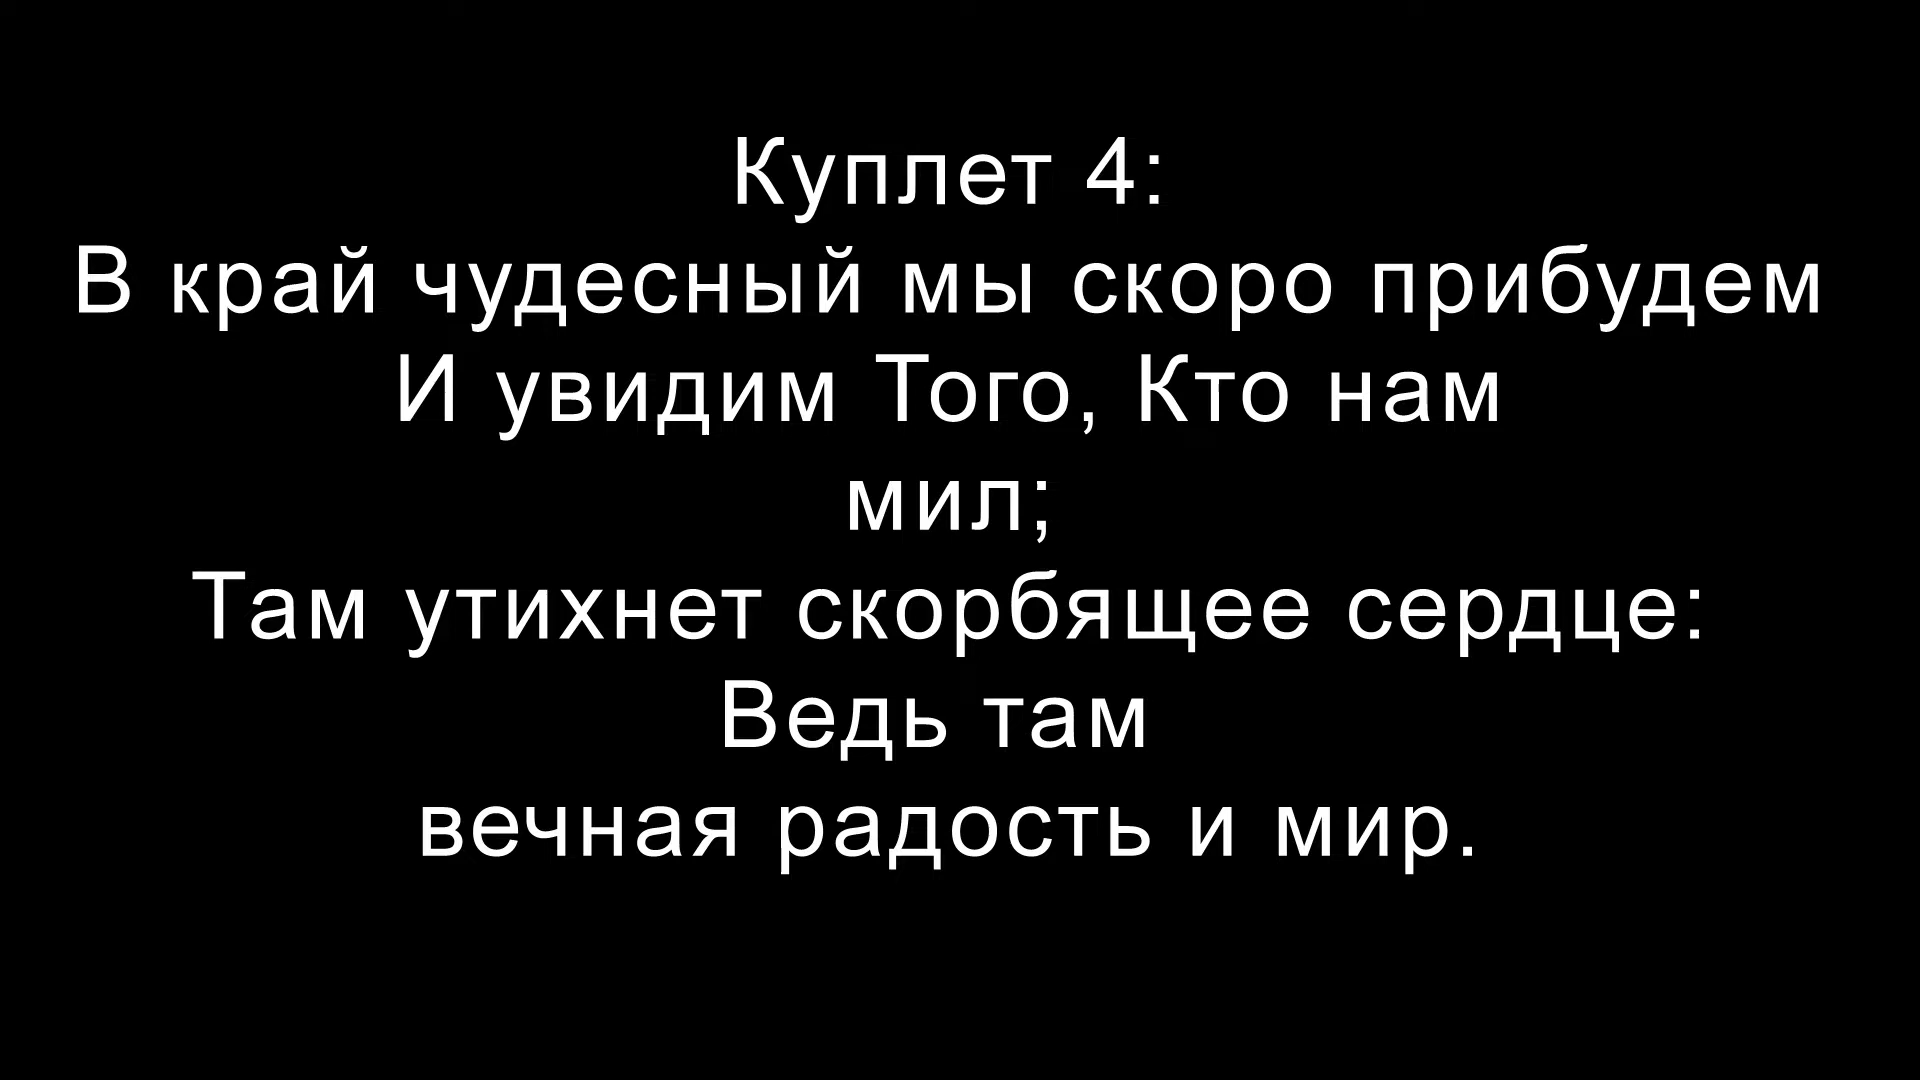 Куплет 4:
В край чудесный мы скоро прибудем
И увидим Того, Кто нам
мил;
Там утихнет скорбящее сердце:
Ведь там
вечная радость и мир.